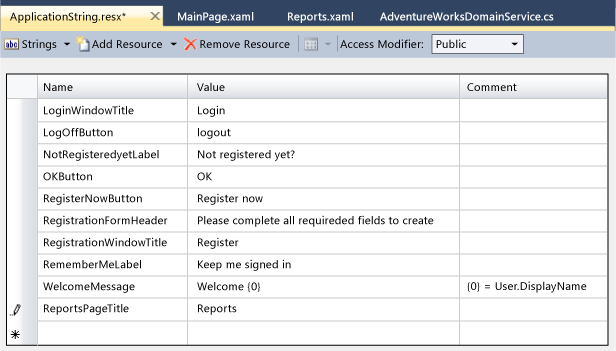 ApplicationString.resx* X MainPage.xaml Reports.xaml AdventureWorksDomainService.cs
abc Strings Add Resource Remove Resource Access Modifier: Public
Name Value Comment
LoginWindowTitle Login
LogOffButton logout
NotRegisteredyetLabel Not registered yet?
OKButton OK
RegisterNowButton Register now
RegistrationFormHeader Please complete all requireded fields to create
RegistrationWindowTitle Register
RememberMeLabel Keep me signed in
WelcomeMessage Welcome {0} {0} = User.DisplayName
ReportsPageTitle Reports